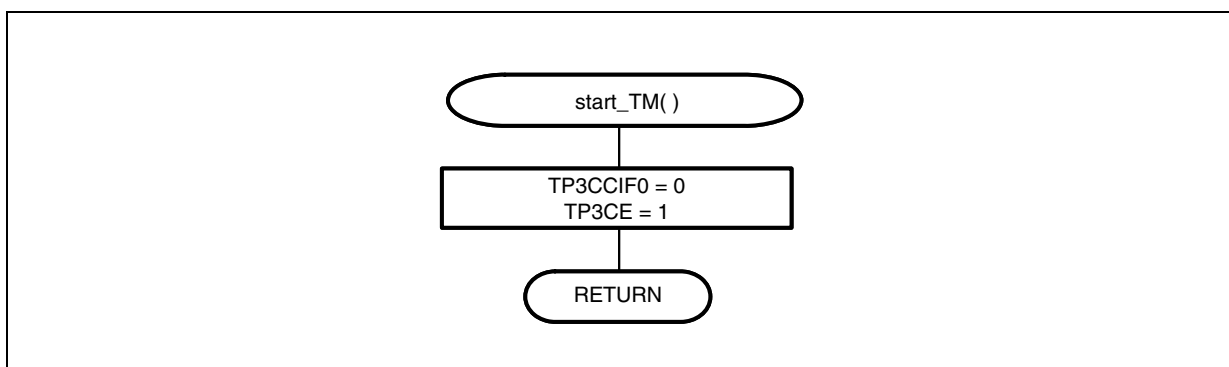 start_TM( )
TP3CCIF0 = 0
TP3CE = 1
RETURN